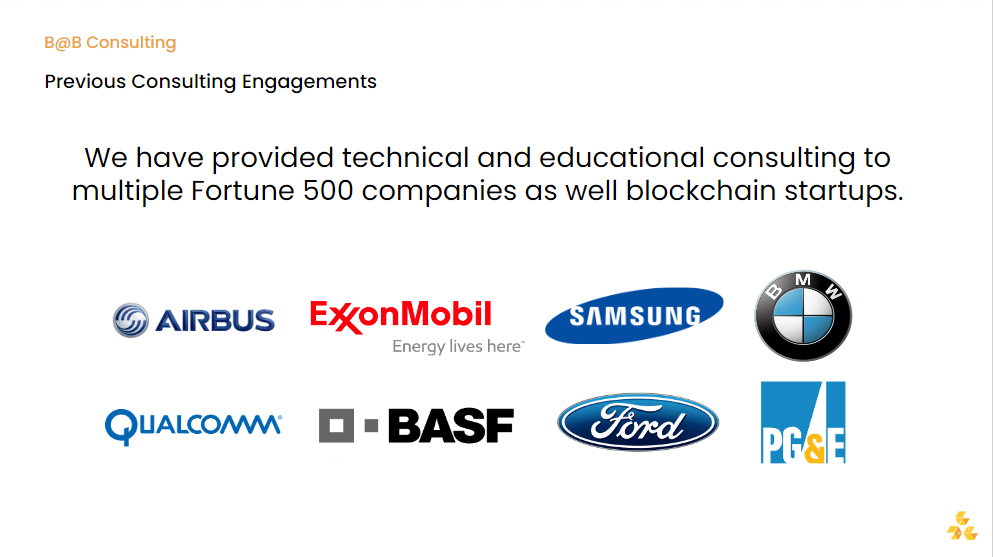 B@B Consulting
Previous Consulting Engagements
We have provided technical and educational consulting to
multiple Fortune 500 companies as well blockchain startups.
AIRBUS
ExxonMobil
Energy lives here™
SAMSUNG
BMW
QUALCOMM®
BASF
Ford
PG&E